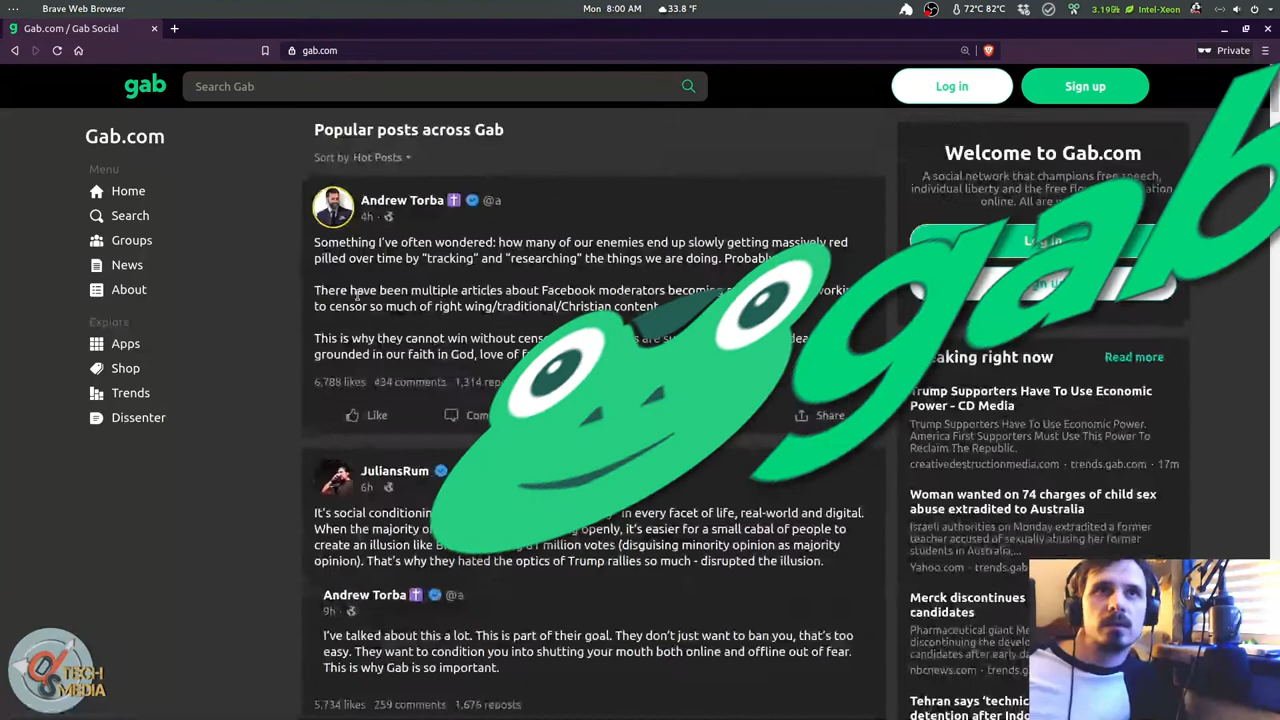 Brave Web Browser
Mon 8:00 AM
33.8 °F
72°C 82°C
3.19%
Intel-Xeon
Gab.com / Gab Social
gab.com
Private
gab
Search Gab
Log in
Sign up
Gab.com
Menu
Home
Search
Groups
News
About
Explore
Apps
Shop
Trends
Dissenter
Popular posts across Gab
Sort by Hot Posts
Andrew Torba @a
4h
Something I've often wondered: how many of our enemies end up slowly getting massively red
pilled over time by "tracking" and "researching" the things we are doing.
There have been multiple articles about Facebook moderators becoming
to censor so much of right wing/traditional/Christian content
This is why they cannot win without
grounded in our faith in God, love of
6,788 likes 434 comments 1,314
Like
Share
JuliansRum
6h
It's social conditioning
in every facet of life, real-world and digital.
When the majority
openly, it's easier for a small cabal of people to
create an illusion like
million votes (disguising minority opinion as majority
opinion). That's why they hated the optics of Trump rallies so much - disrupted the illusion.
Andrew Torba @a
9h
I've talked about this a lot. This is part of their goal. They don't just want to ban you, that's too
easy. They want to condition you into shutting your mouth both online and offline out of fear.
This is why Gab is so important.
5,734 likes 259 comments 1,676 reposts
Welcome to Gab.com
A social network that champions free speech,
individual liberty and the free flow
online. All are
Log in
gab
right now
Read more
Trump Supporters Have To Use Economic
Power - CD Media
Trump Supporters Have To Use Economic Power.
America First Supporters Must Use This Power To
Reclaim The Republic.
creativedestructionmedia.com · trends.gab.com · 17m
Woman wanted on 74 charges of child sex
abuse extradited to Australia
Israeli authorities on Monday extradited a former
teacher accused of sexually abusing her former
students in Australia,...
Yahoo.com
Merck discontinues
candidates
Pharmaceutical giant
discontinuing the
candidates after early
nbcnews.com
Tehran says 'technic
detention after
TECH
MEDIA